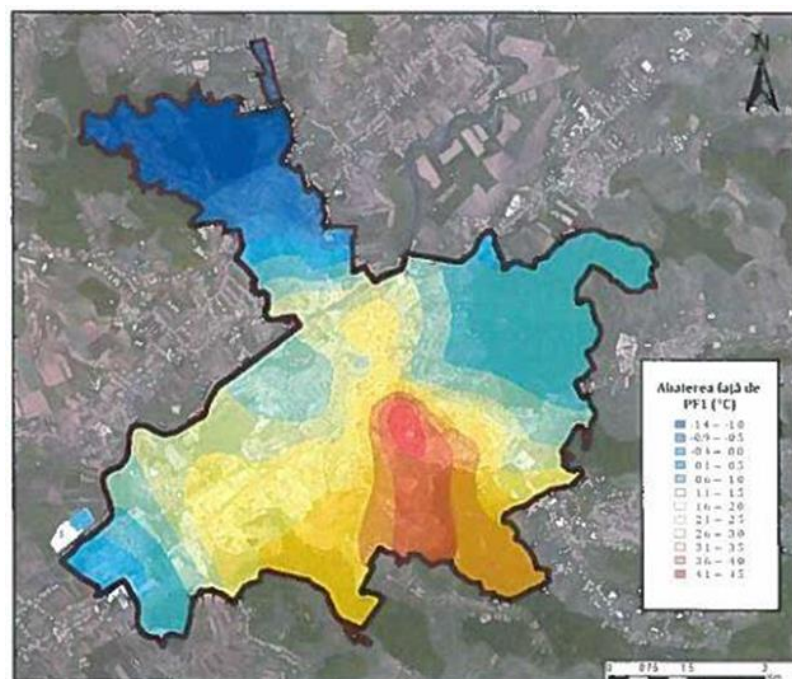 N
Abaterea față de
PF1 (°C)
-1.4 – -1.0
-0.9 – -0.5
-0.4 – 0.0
0.1 – 0.5
0.6 – 1.0
1.1 – 1.5
1.6 – 2.0
2.1 – 2.5
2.6 – 3.0
3.1 – 3.5
3.6 – 4.0
4.1 – 4.5
0 0.75 1.5 3
Km